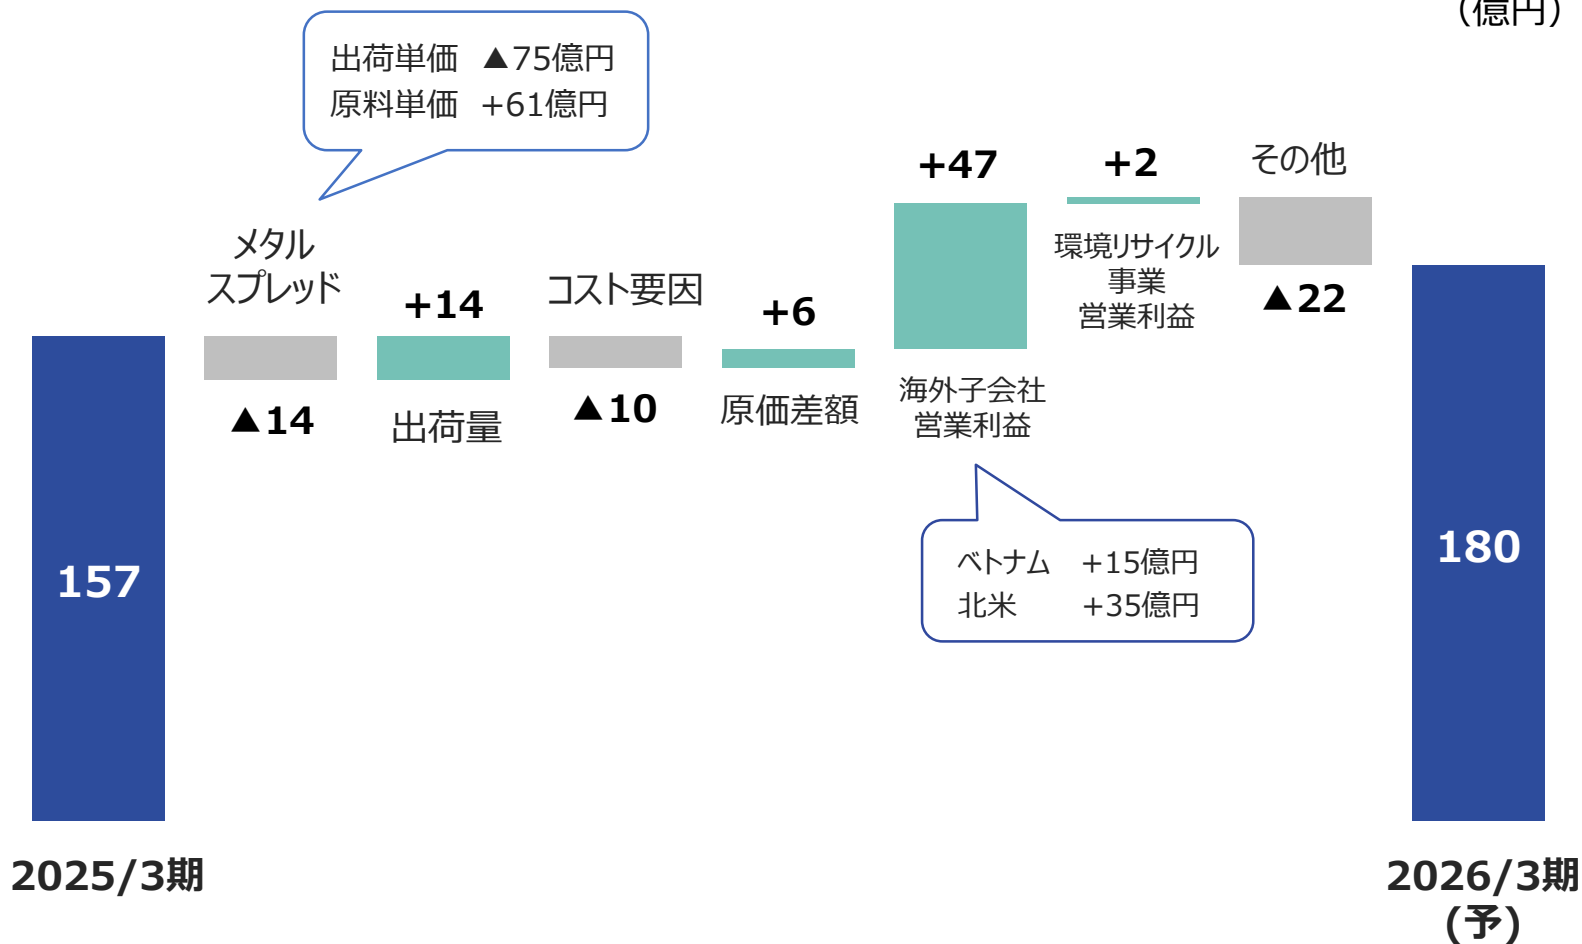 （億円）
出荷単価 ▲75億円
原料単価 +61億円
メタル
スプレッド
▲14
+14
出荷量
コスト要因
▲10
+6
原価差額
+47
海外子会社
営業利益
+2
環境リサイクル
事業
営業利益
その他
▲22
ベトナム +15億円
北米 +35億円
157
180
2025/3期
2026/3期
(予)